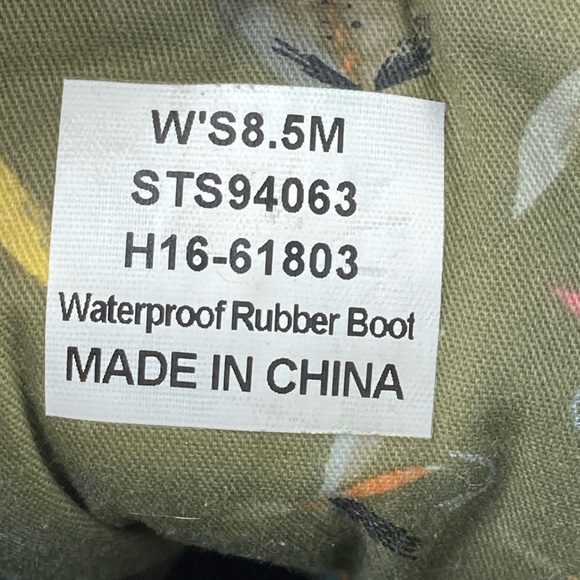 W'S8.5M
STS94063
H16-61803
Waterproof Rubber Boot
MADE IN CHINA